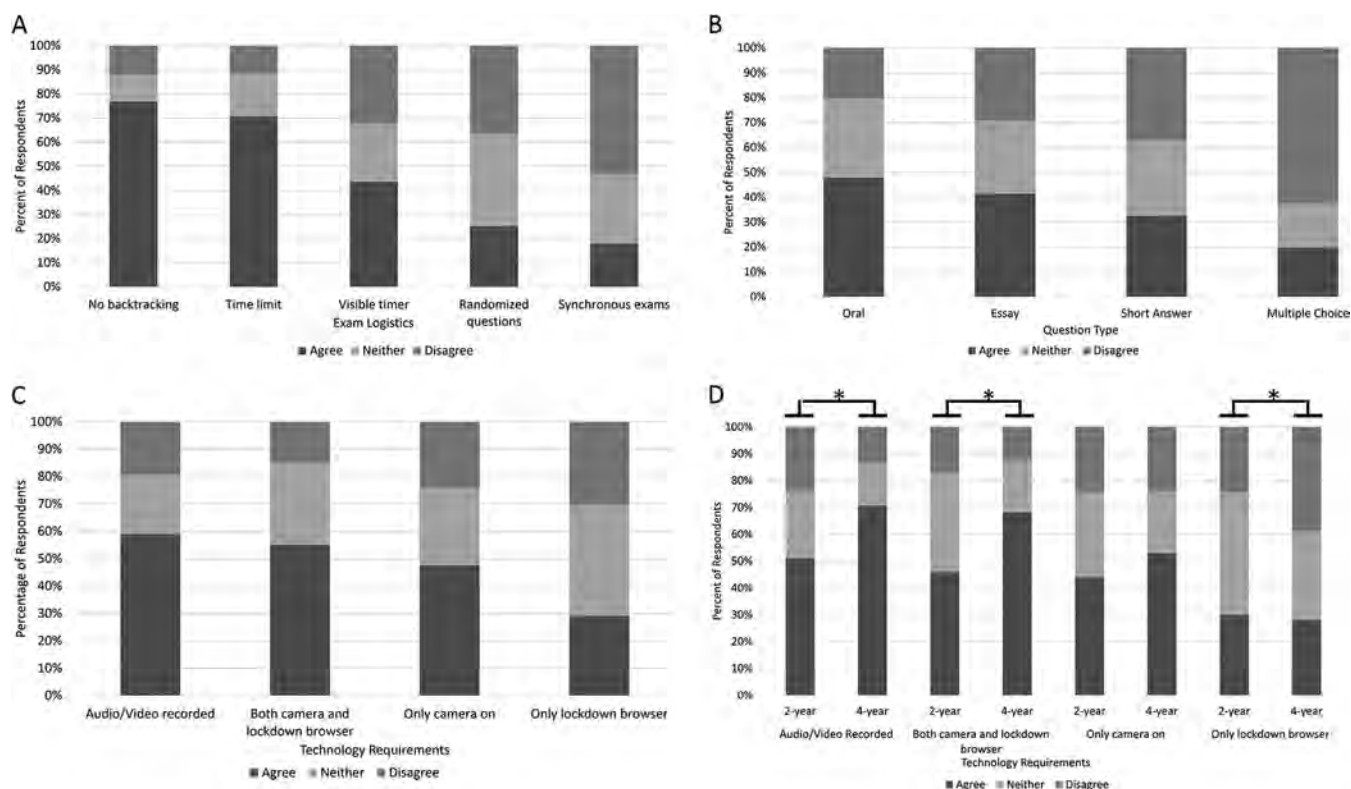 A
100%
90%
80%
70%
60%
50%
40%
30%
20%
10%
0%
Percent of Respondents
No backtracking Time limit Visible timer Randomized questions Synchronous exams
Exam Logistics
Agree Neither Disagree
B
100%
90%
80%
70%
60%
50%
40%
30%
20%
10%
0%
Percent of Respondents
Oral Essay Short Answer Multiple Choice
Question Type
Agree Neither Disagree
C
100%
90%
80%
70%
60%
50%
40%
30%
20%
10%
0%
Percentage of Respondents
Audio/Video recorded Both camera and lockdown browser Only camera on Only lockdown browser
Technology Requirements
Agree Neither Disagree
D
* * *
100%
90%
80%
70%
60%
50%
40%
30%
20%
10%
0%
Percent of Respondents
2-year 4-year 2-year 4-year 2-year 4-year 2-year 4-year
Audio/Video Recorded Both camera and lockdown browser Only camera on Only lockdown browser
Technology Requirements
Agree Neither Disagree